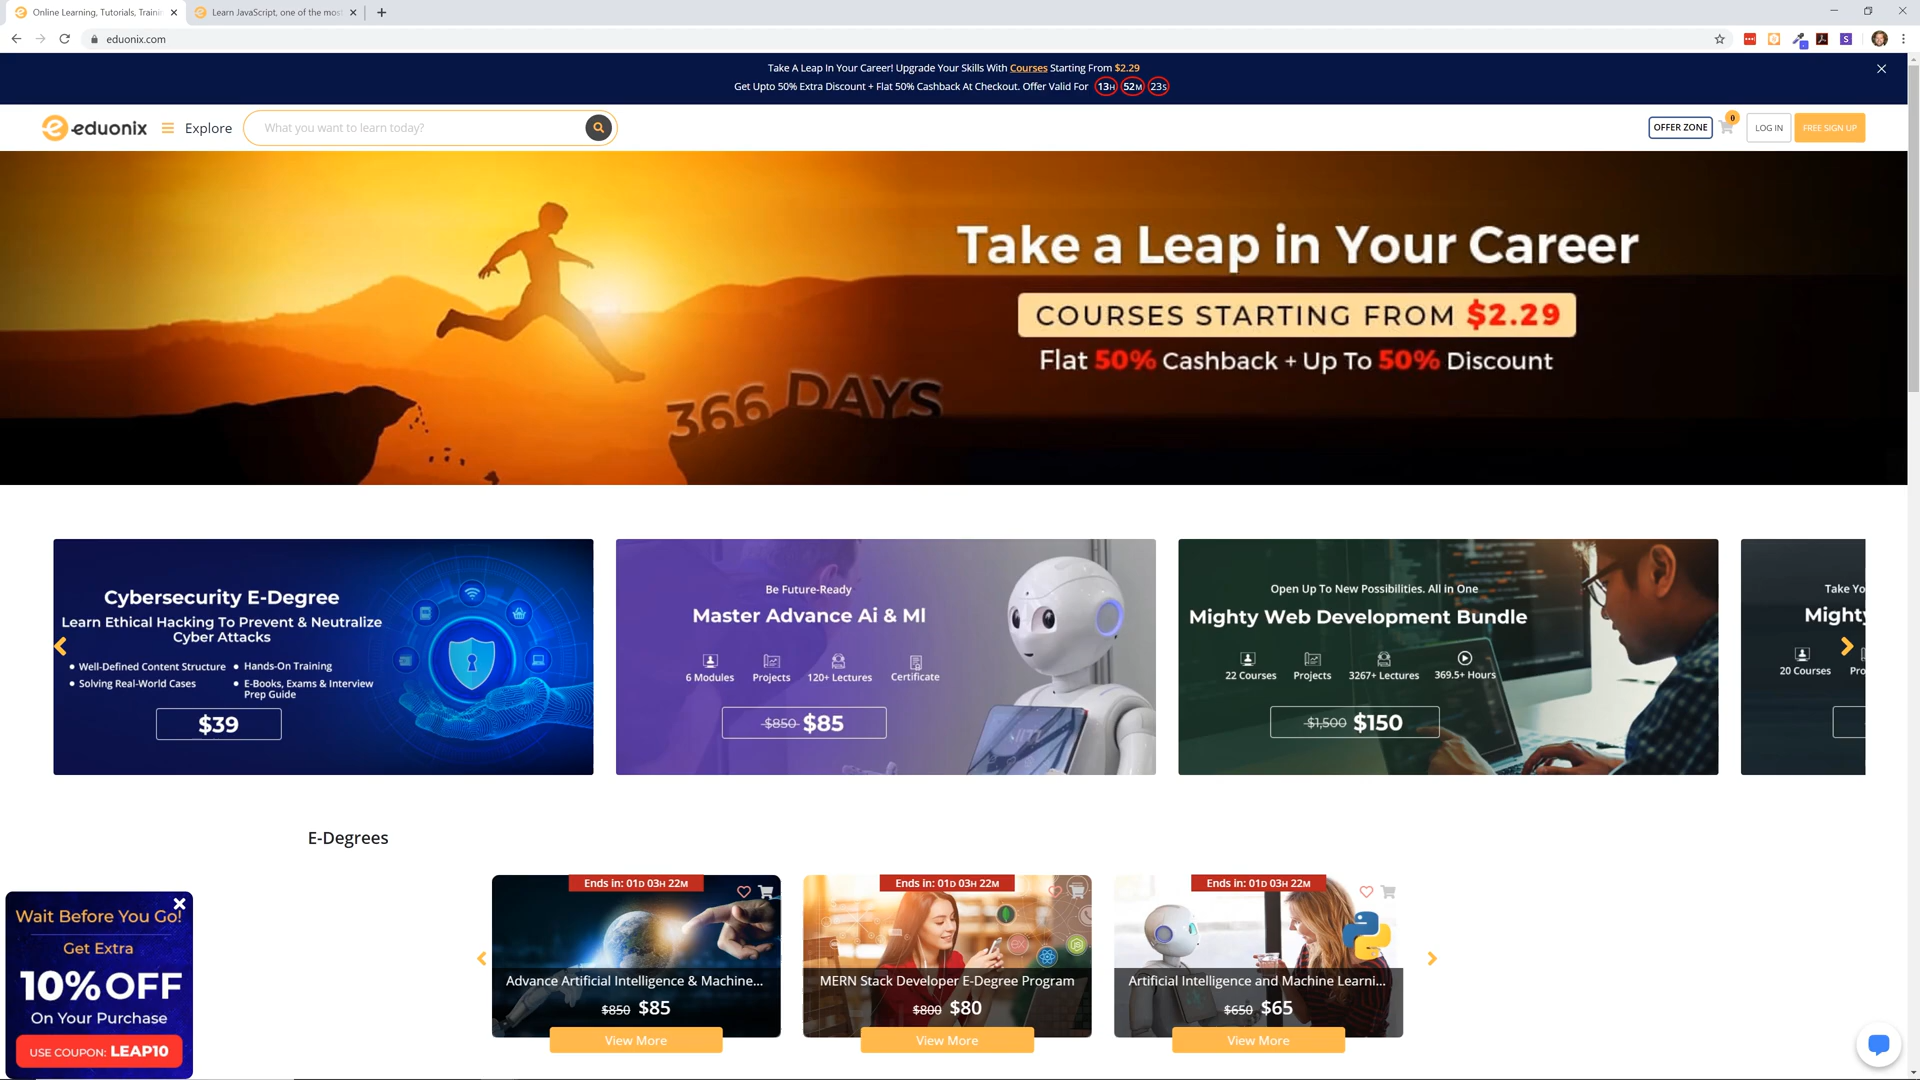 Online Learning, Tutorials, Trainin
Learn JavaScript, one of the mos
eduonix.com
Take A Leap In Your Career! Upgrade Your Skills With Courses Starting From $2.29
Get Upto 50% Extra Discount + Flat 50% Cashback At Checkout. Offer Valid For 13H 52M 23S
eduonix
Explore
What you want to learn today?
OFFER ZONE
0
LOG IN
FREE SIGN UP
Take a Leap in Your Career
COURSES STARTING FROM $2.29
Flat 50% Cashback + Up To 50% Discount
366 DAYS
Cybersecurity E-Degree
Learn Ethical Hacking To Prevent & Neutralize
Cyber Attacks
Well-Defined Content Structure
Hands-On Training
Solving Real-World Cases
E-Books, Exams & Interview
Prep Guide
$39
Be Future-Ready
Master Advance Ai & Ml
6 Modules
Projects
120+ Lectures
Certificate
$850 $85
Open Up To New Possibilities. All in One
Mighty Web Development Bundle
22 Courses
Projects
3267+ Lectures
369.5+ Hours
$1,500 $150
Take Yo
Mighty
20 Courses
Pro
E-Degrees
Ends in: 01D 03H 22M
Advance Artificial Intelligence & Machine...
$850 $85
View More
Ends in: 01D 03H 22M
MERN Stack Developer E-Degree Program
$800 $80
View More
Ends in: 01D 03H 22M
Artificial Intelligence and Machine Learni...
$650 $65
View More
Wait Before You Go!
Get Extra
10% OFF
On Your Purchase
USE COUPON: LEAP10